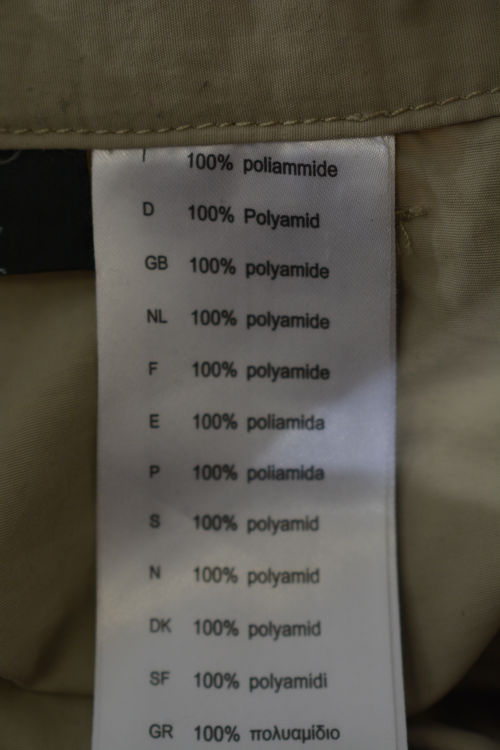 I 100% poliammide
D 100% Polyamid
GB 100% polyamide
NL 100% polyamide
F 100% polyamide
E 100% poliamida
P 100% poliamida
S 100% polyamid
N 100% polyamid
DK 100% polyamid
SF 100% polyamidi
GR 100% πολυαμίδιο